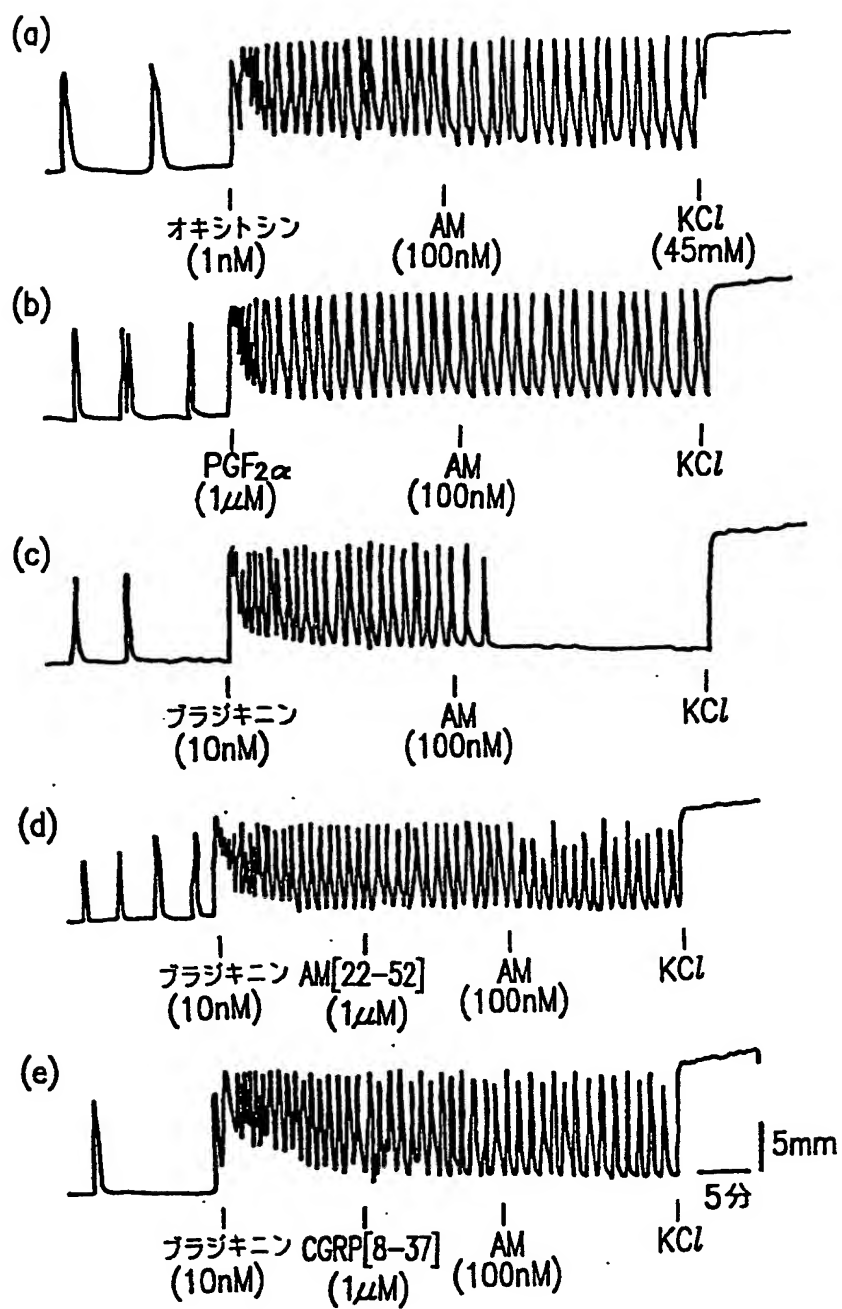 (a)
オキシトシン AM KCl
(1nM) (100nM) (45mM)
(b)
PGF2α AM KCl
(1μM) (100nM)
(c)
ブラジキニン AM KCl
(10nM) (100nM)
(d)
ブラジキニン AM[22-52] AM KCl
(10nM) (1μM) (100nM)
(e)
5mm
5分
ブラジキニン CGRP[8-37] AM KCl
(10nM) (1μM) (100nM)